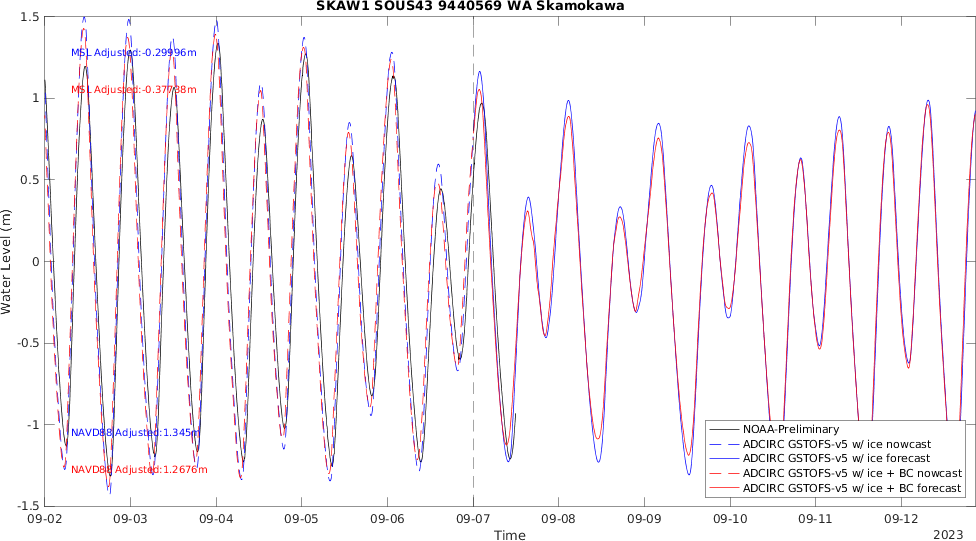 SKAW1 SOUS43 9440569 WA Skamokawa
1.5
1
0.5
0
-0.5
-1
-1.5
Water Level (m)
MSL Adjusted:-0.29996m
MSL Adjusted:-0.37738m
NAVD88 Adjusted:1.345m
NAVD88 Adjusted:1.2676m
NOAA-Preliminary
ADCIRC GSTOFS-v5 w/ ice nowcast
ADCIRC GSTOFS-v5 w/ ice forecast
ADCIRC GSTOFS-v5 w/ ice + BC nowcast
ADCIRC GSTOFS-v5 w/ ice + BC forecast
09-02 09-03 09-04 09-05 09-06 09-07 09-08 09-09 09-10 09-11 09-12
Time
2023